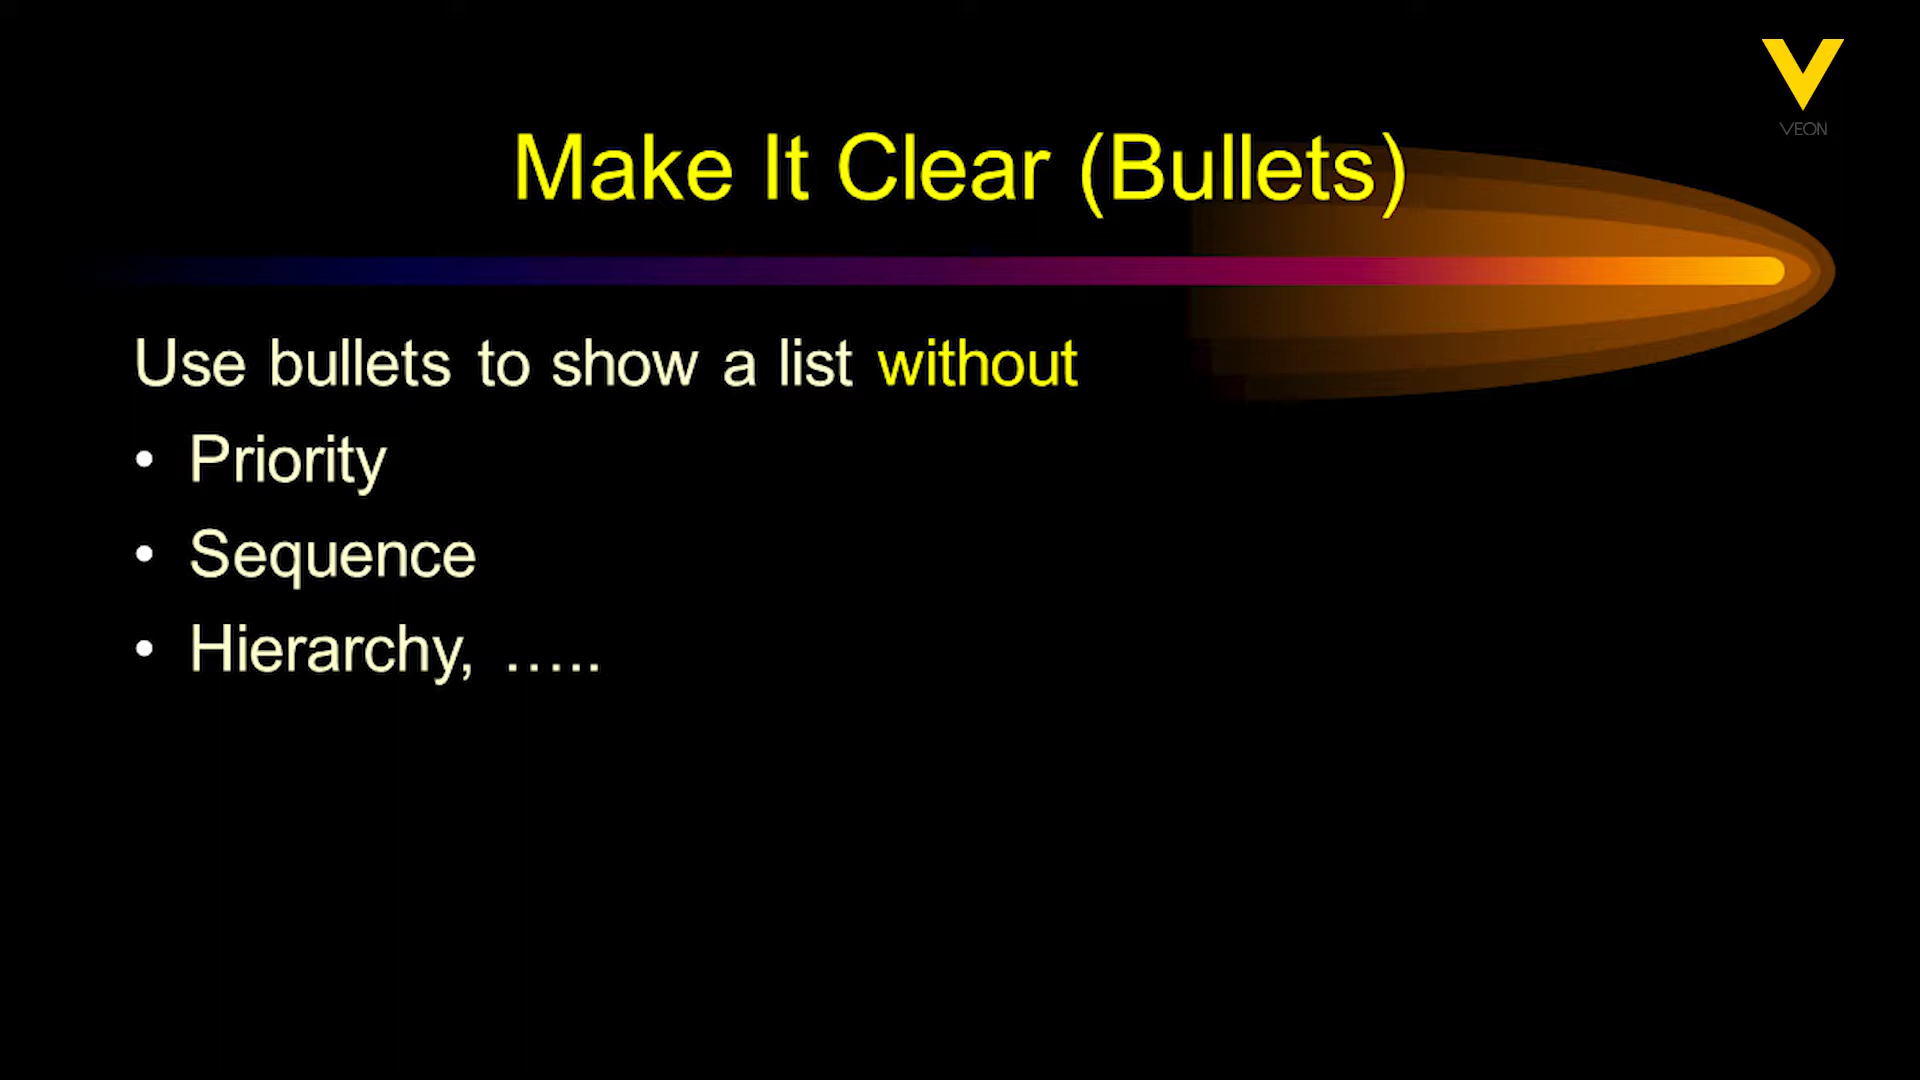 VEON
Make It Clear (Bullets)
Use bullets to show a list without
• Priority
• Sequence
• Hierarchy, …..